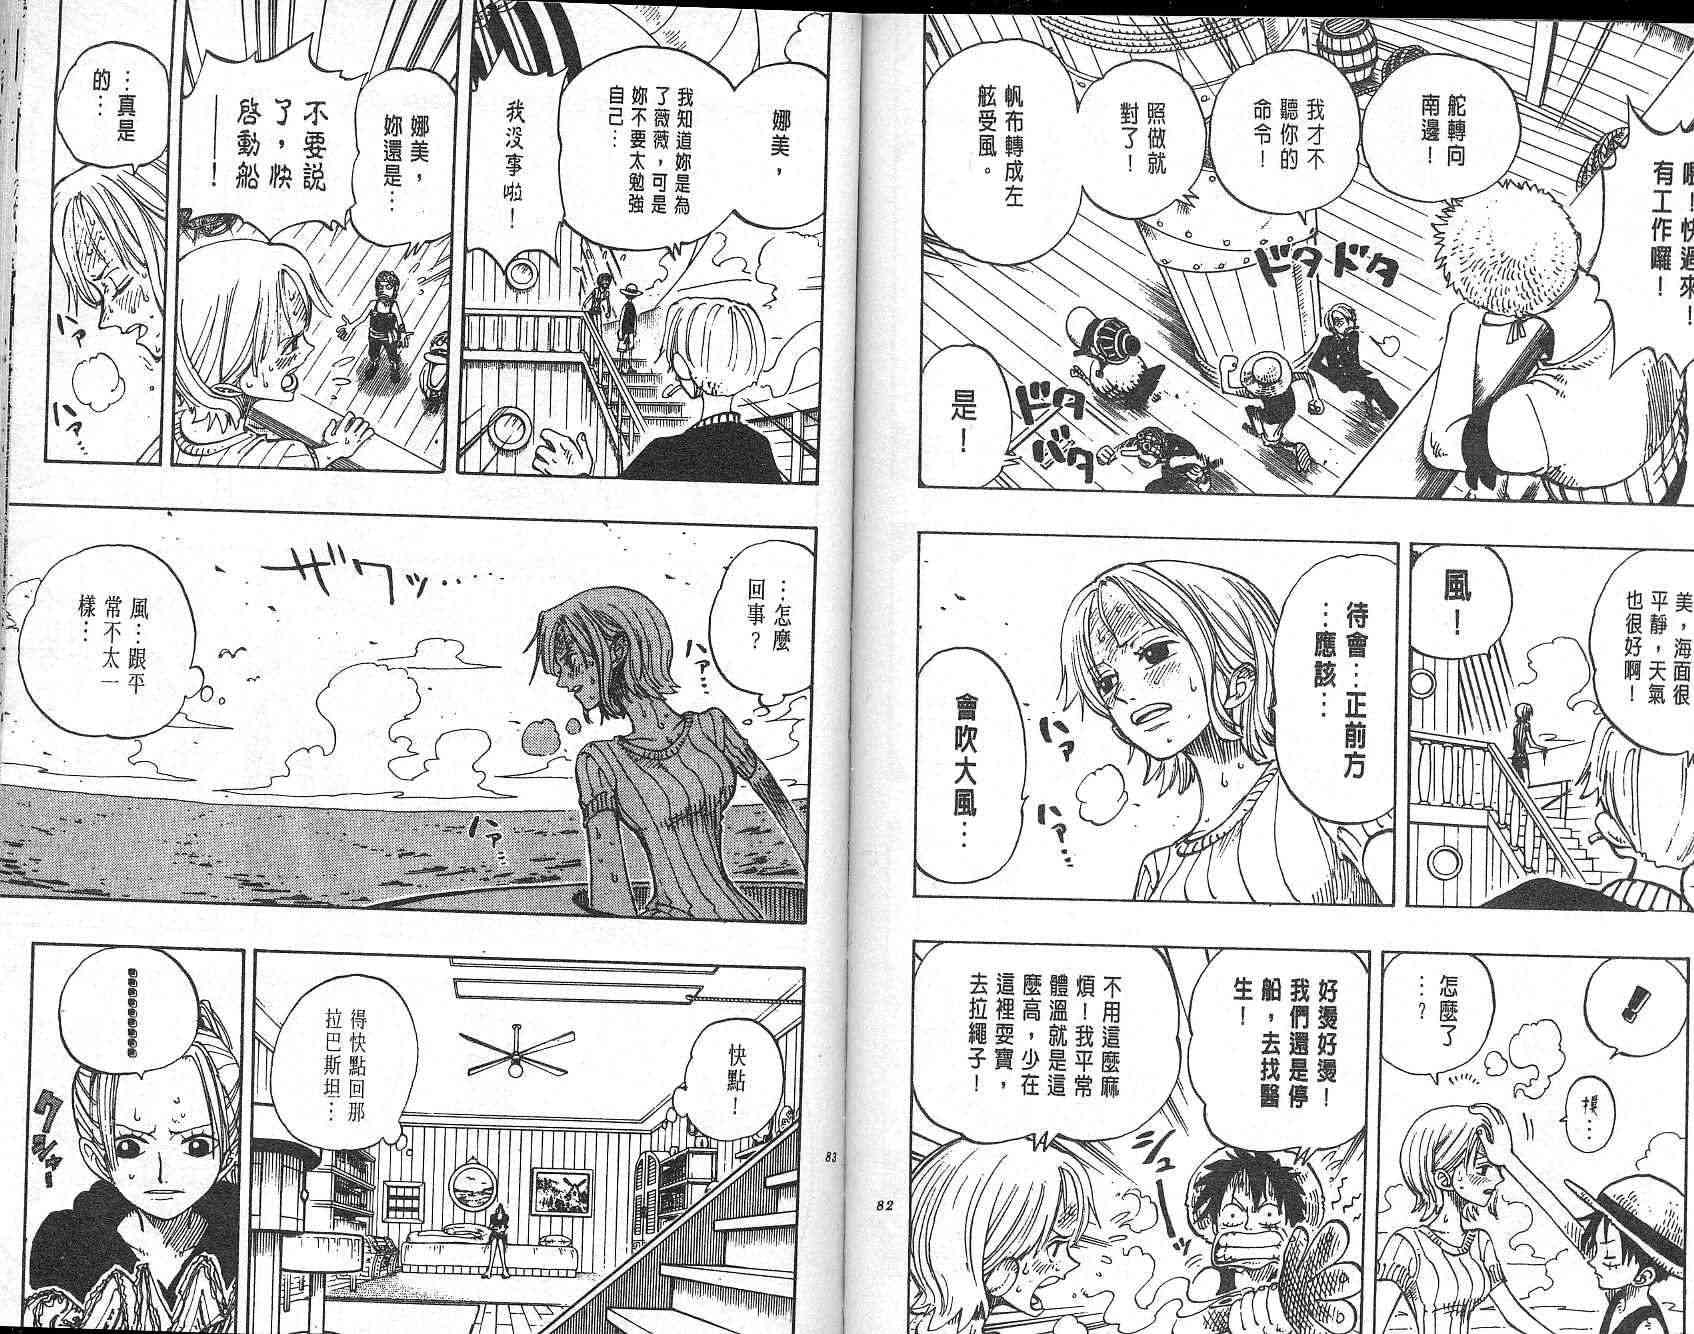 喂！快過來！
有工作囉！
舵轉向
南邊！
我才不
聽你的
命令！
照做就
對了！
帆布轉成左
舷受風。
ドタドタ
ドタ
バタ
是！
美，海面很
平靜，天氣
也很好啊！
風！
待會…正前方
…應該…
會吹大風…
ハァ
ハァ…
！！
怎麼了
…？
摸…
好燙好燙！
我們還是停
船，去找醫
生！
ジュー
不用這麼麻
煩！我平常
體溫就是這
麼高，少在
這裡耍寶，
去拉繩子！
82
娜美，
我知道妳是為
了薇薇，可是
妳不要太勉強
自己…
我没事啦！
娜美，
妳還是…
不要說
了，快
啓動船
——！
…真是
的…
ハァ
ハァ…
…怎麼
回事？
ハァ…
ハァ…
ザワッ…
風…跟平
常不太一
樣…
快點！
得快點回那
拉巴斯坦…
…………
クシャ…
83